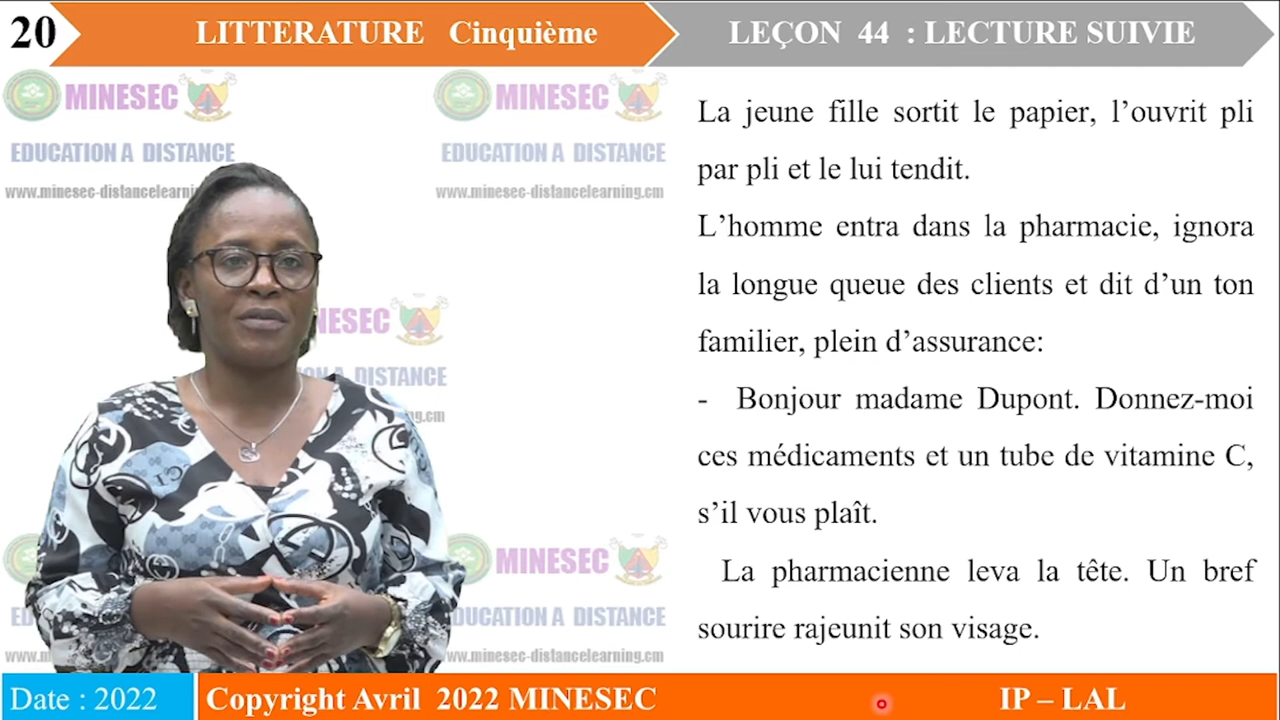 20
LITTERATURE Cinquième
LEÇON 44 : LECTURE SUIVIE
MINESEC
MINESEC
EDUCATION A DISTANCE
EDUCATION A DISTANCE
www.minesec-distancelearning.cm
www.minesec-distancelearning.cm
La jeune fille sortit le papier, l’ouvrit pli
par pli et le lui tendit.
L’homme entra dans la pharmacie, ignora
la longue queue des clients et dit d’un ton
familier, plein d’assurance:
- Bonjour madame Dupont. Donnez-moi
ces médicaments et un tube de vitamine C,
s’il vous plaît.
La pharmacienne leva la tête. Un bref
sourire rajeunit son visage.
NESEC
DISTANCE
MINESEC
DUCATION A DISTANCE
www.minesec-distancelearning.cm
Date : 2022
Copyright Avril 2022 MINESEC
IP – LAL